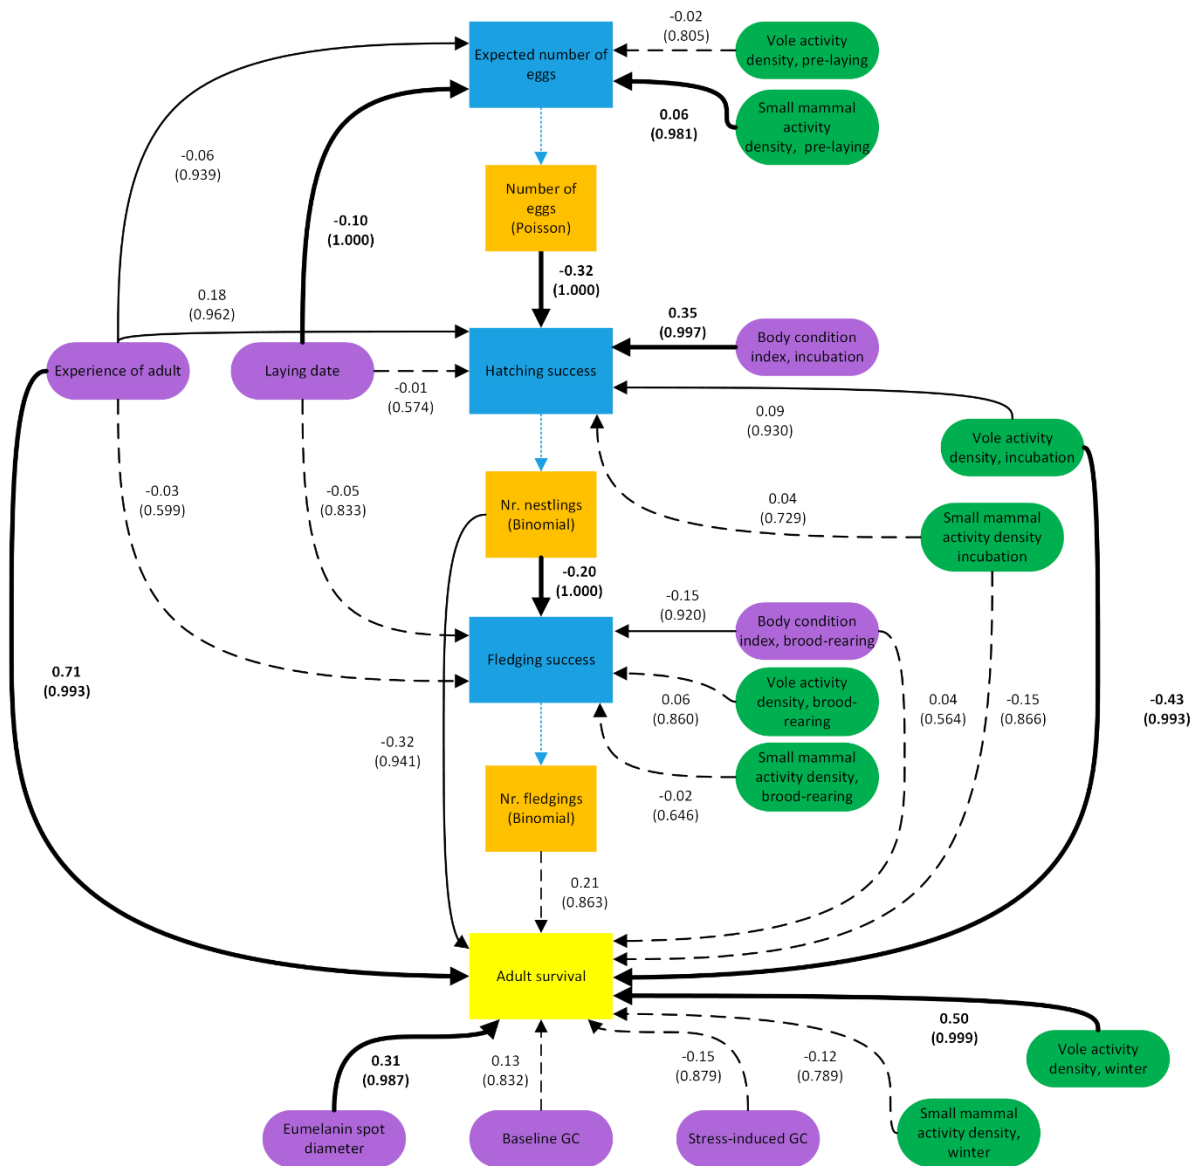 -0.02
(0.805)
Vole activity
density, pre-laying
Expected number of
eggs
0.06
(0.981)
Small mammal
activity
density,  pre-laying
-0.06
(0.939)
Number of
eggs
(Poisson)
-0.10
(1.000)
-0.32
(1.000)
0.18
(0.962)
0.35
(0.997)
Body condition
index, incubation
Experience of adult
Laying date
Hatching success
-0.01
(0.574)
0.09
(0.930)
Vole activity
density, incubation
-0.03
(0.599)
-0.05
(0.833)
Nr. nestlings
(Binomial)
0.04
(0.729)
Small mammal
activity density
incubation
-0.20
(1.000)
-0.15
(0.920)
Body condition
index, brood-rearing
Fledging success
0.71
(0.993)
0.06
(0.860)
Vole activity
density, brood-
rearing
0.04
(0.564)
-0.15
(0.866)
-0.43
(0.993)
-0.32
(0.941)
Nr. fledgings
(Binomial)
-0.02
(0.646)
Small mammal
activity density,
brood-rearing
0.21
(0.863)
Adult survival
0.50
(0.999)
Vole activity
density, winter
0.31
(0.987)
0.13
(0.832)
-0.15
(0.879)
-0.12
(0.789)
Eumelanin spot
diameter
Baseline GC
Stress-induced GC
Small mammal
activity density,
winter